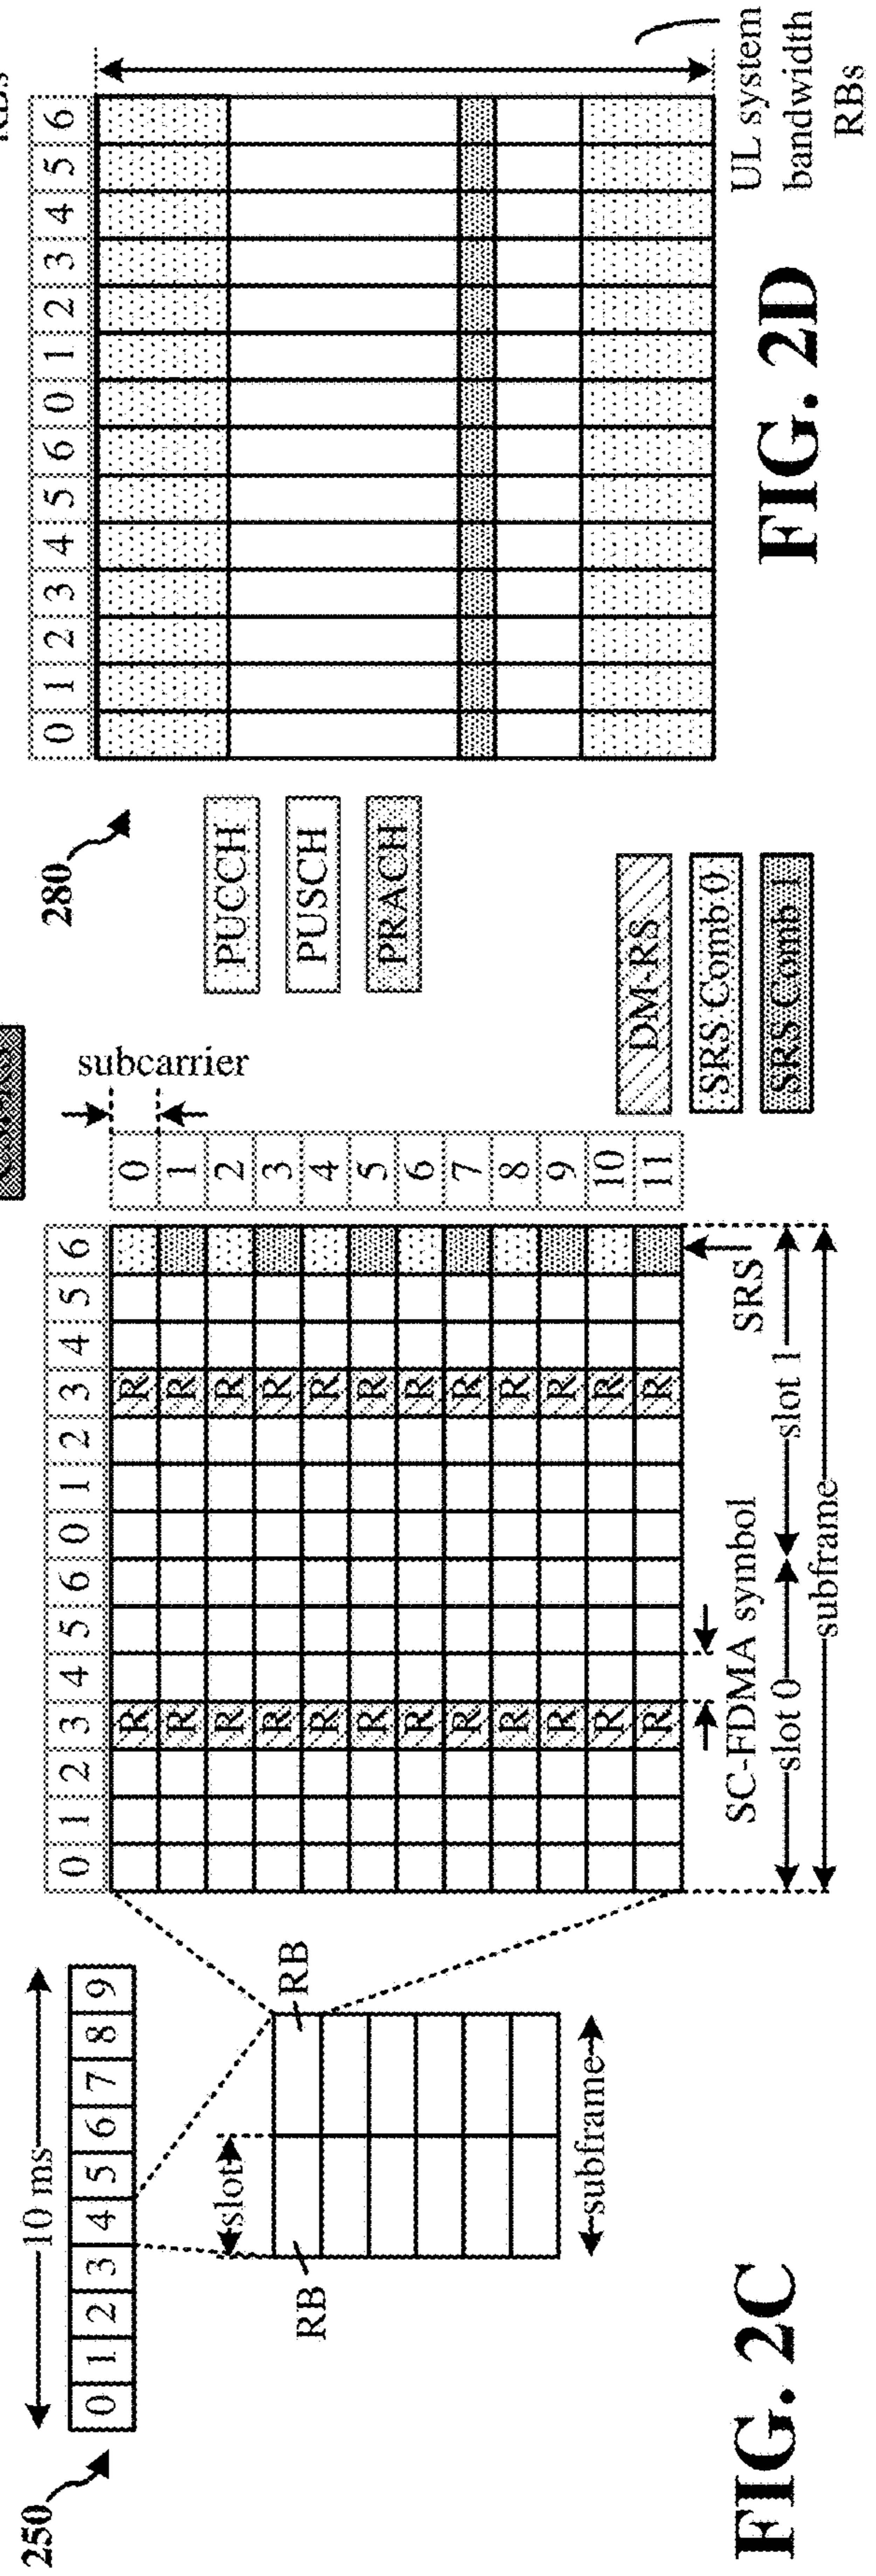 250
10 ms
0 1 2 3 4 5 6 7 8 9
slot
RB
RB
subframe
0 1 2 3 4 5 6 0 1 2 3 4 5 6
subcarrier
0
R R
1
R R
2
R R
3
R R
4
R R
5
R R
6
R R
7
R R
8
R R
9
R R
10
R R
11
R R
SRS
SC-FDMA symbol
slot 0
slot 1
subframe
DM-RS
SRS Comb 0
SRS Comb 1
FIG. 2C
280
PUCCH
PUSCH
PRACH
0 1 2 3 4 5 6 0 1 2 3 4 5 6
UL system
bandwidth
RBs
FIG. 2D